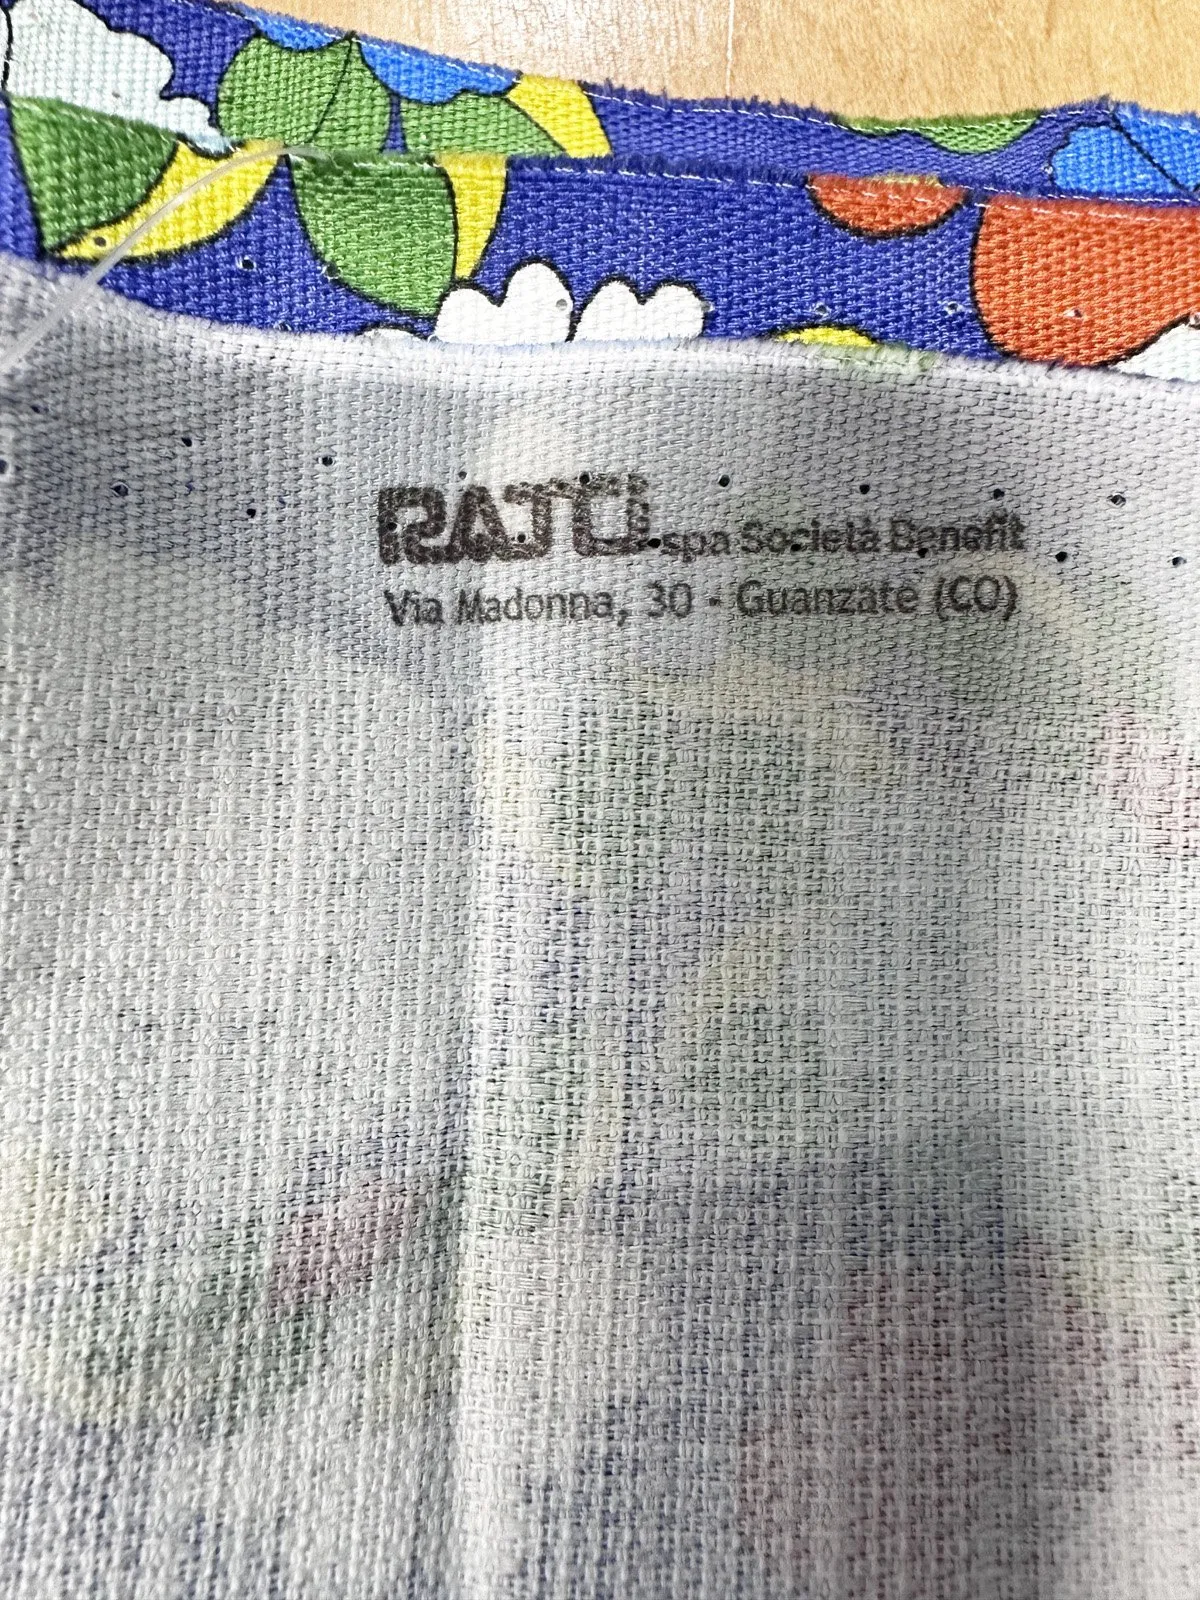 RATTI spa Società Benefit
Via Madonna, 30 - Guanzate (CO)